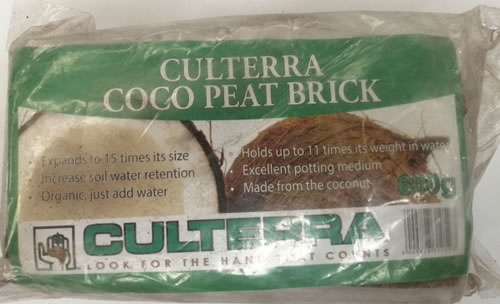 CULTERRA
COCO PEAT BRICK
• Expands to 15 times its size
• Increase soil water retention
• Organic, just add water
• Holds up to 11 times its weight in water
• Excellent potting medium
• Made from the coconut
CULTERRA
LOOK FOR THE HAND THAT COUNTS